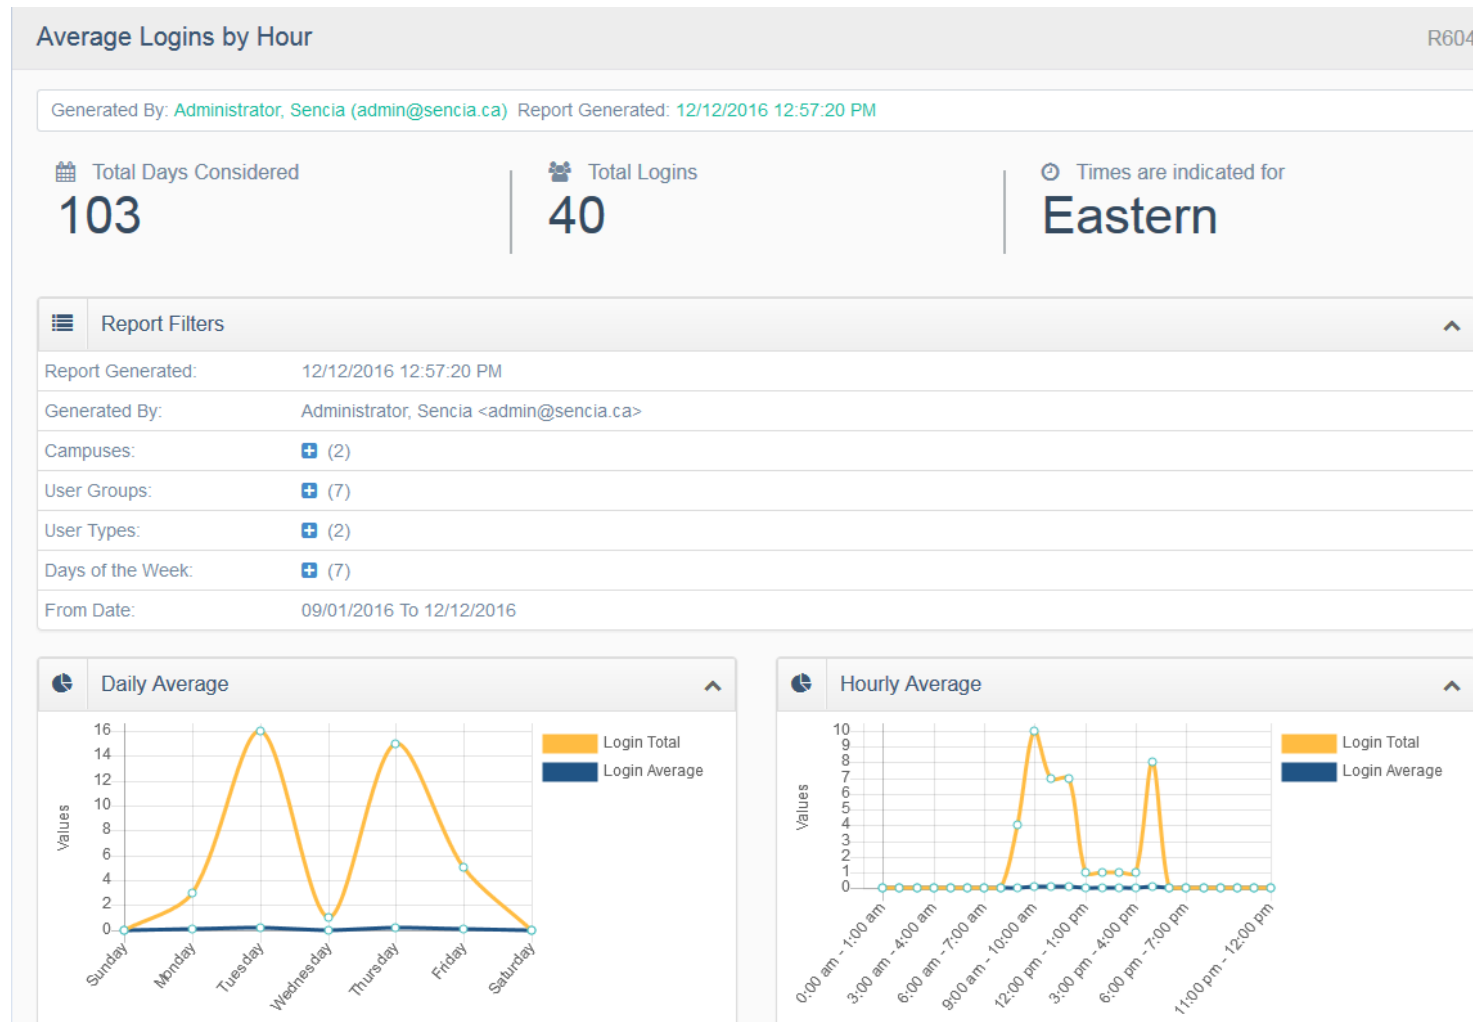 Average Logins by Hour
R604
Generated By: Administrator, Sencia (admin@sencia.ca) Report Generated: 12/12/2016 12:57:20 PM
Total Days Considered
103
Total Logins
40
Times are indicated for
Eastern
Report Filters
Report Generated: 12/12/2016 12:57:20 PM
Generated By: Administrator, Sencia <admin@sencia.ca>
Campuses: (2)
User Groups: (7)
User Types: (2)
Days of the Week: (7)
From Date: 09/01/2016 To 12/12/2016
Daily Average
16
14
12
10
8
6
4
2
0
Values
Sunday
Monday
Tuesday
Wednesday
Thursday
Friday
Saturday
Login Total
Login Average
Hourly Average
10
9
8
7
6
5
4
3
2
1
0
Values
0:00 am - 1:00 am
3:00 am - 4:00 am
6:00 am - 7:00 am
9:00 am - 10:00 am
12:00 pm - 1:00 pm
3:00 pm - 4:00 pm
6:00 pm - 7:00 pm
11:00 pm - 12:00 pm
Login Total
Login Average